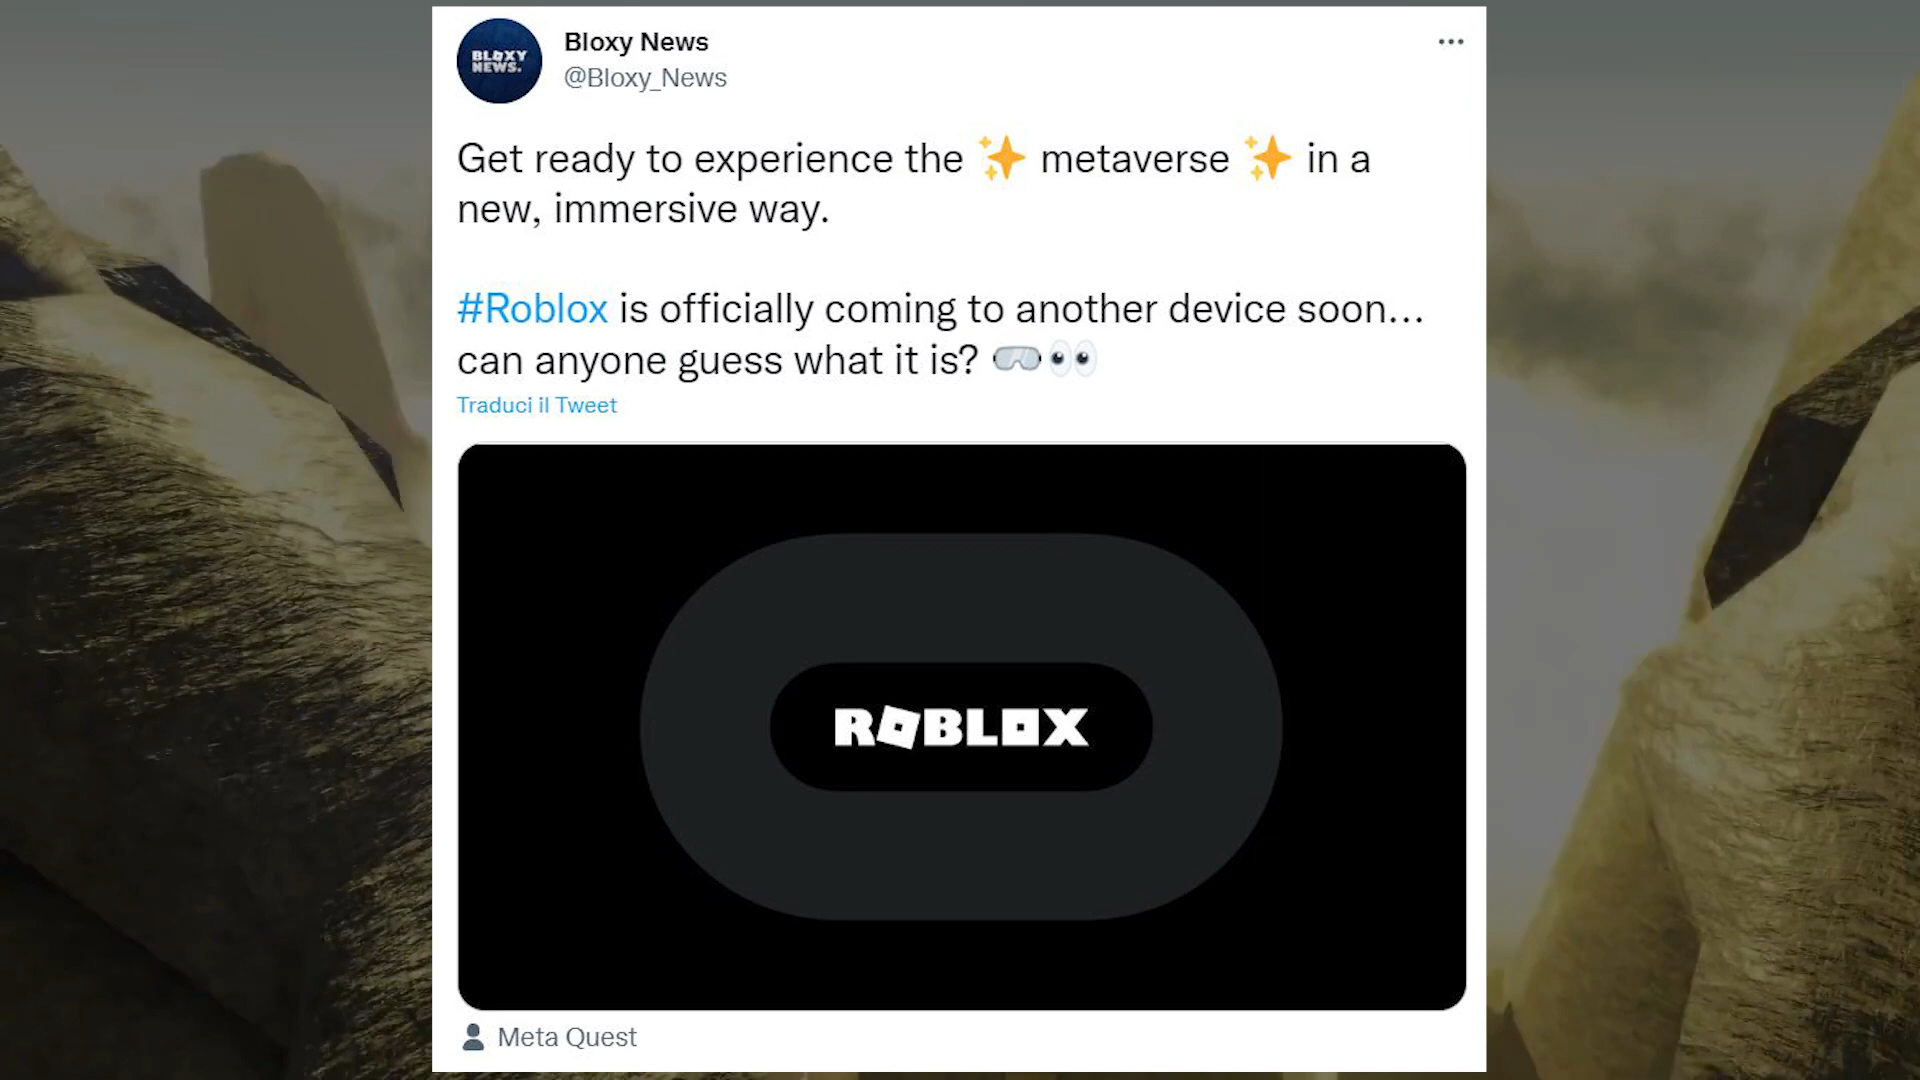 BLOXY
NEWS.
Bloxy News
@Bloxy_News
Get ready to experience the ✨ metaverse ✨ in a
new, immersive way.
#Roblox is officially coming to another device soon...
can anyone guess what it is? 🥽👀
Traduci il Tweet
ROBLOX
Meta Quest